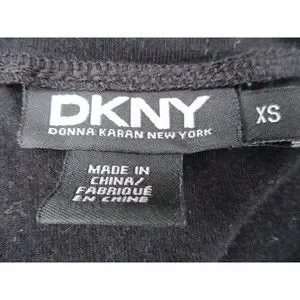 DKNY
DONNA KARAN NEW YORK
XS
MADE IN
CHINA/
FABRIQUÉ
EN CHINE